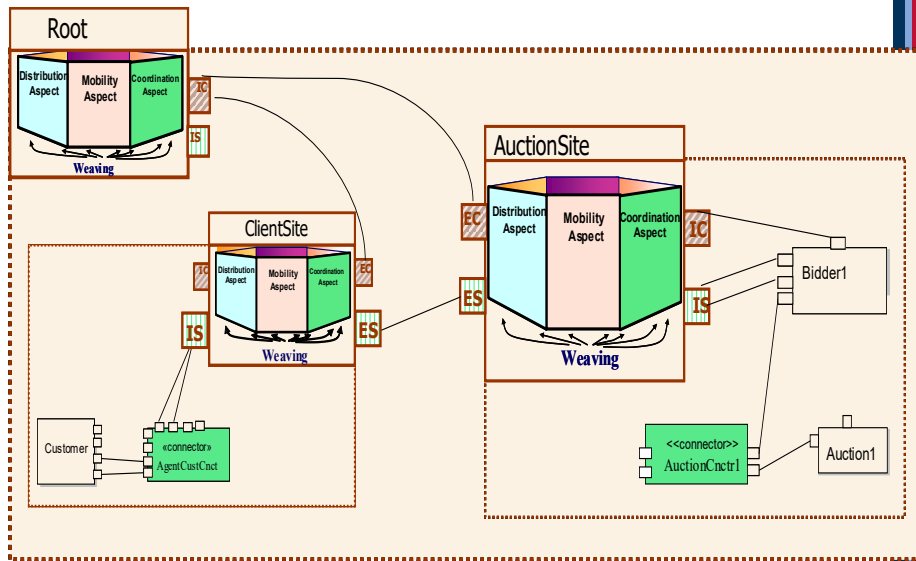 Root
Distribution
Aspect
Mobility
Aspect
Coordination
Aspect
IC
IS
Weaving
AuctionSite
Distribution
Aspect
Mobility
Aspect
Coordination
Aspect
EC
IC
ES
IS
Weaving
ClientSite
Distribution
Aspect
Mobility
Aspect
Coordination
Aspect
IC
EC
IS
ES
Weaving
Bidder1
Customer
«connector»
AgentCustCnct
<<connector>>
AuctionCnctr1
Auction1